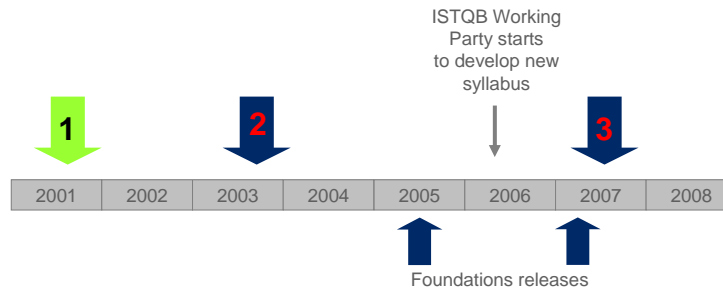 ISTQB Working
Party starts
to develop new
syllabus
1
2
3
2001 2002 2003 2004 2005 2006 2007 2008
Foundations releases